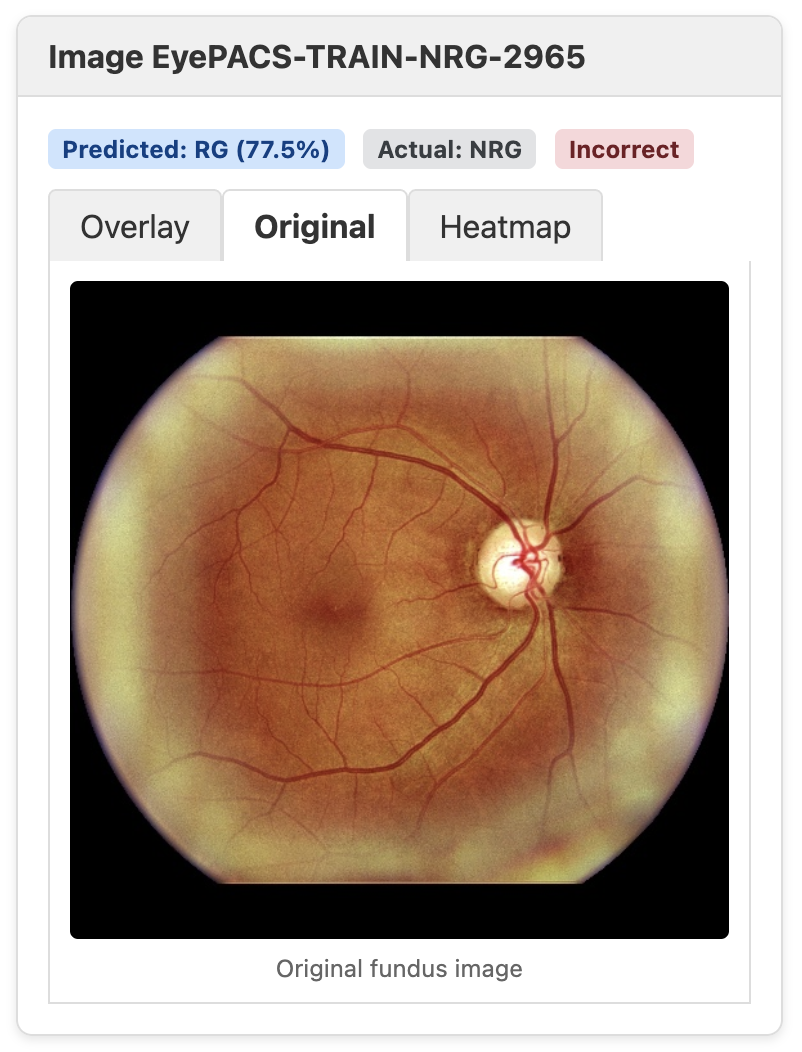 Image EyePACS-TRAIN-NRG-2965
Predicted: RG (77.5%) Actual: NRG Incorrect
Overlay Original Heatmap
Original fundus image